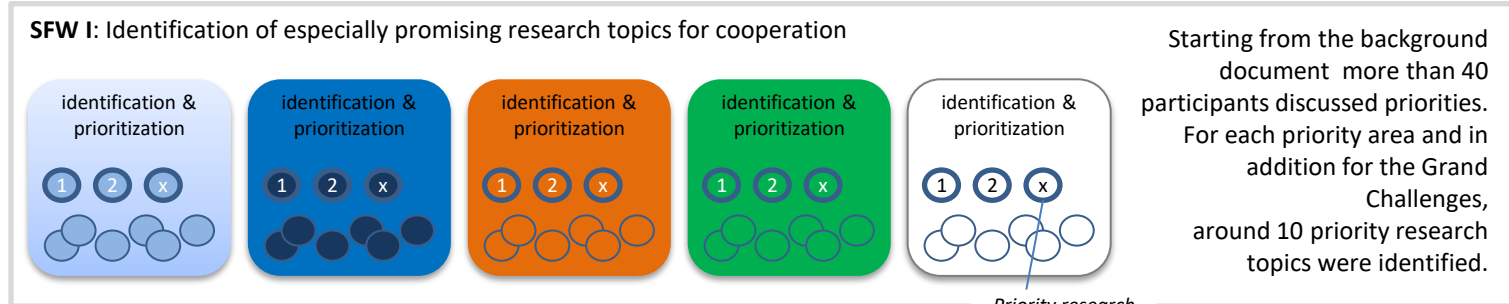 SFW I: Identification of especially promising research topics for cooperation
identification &
prioritization
1 2 x
identification &
prioritization
1 2 x
identification &
prioritization
1 2 x
identification &
prioritization
1 2 x
identification &
prioritization
1 2 x
Priority research
Starting from the background
document more than 40
participants discussed priorities.
For each priority area and in
addition for the Grand
Challenges,
around 10 priority research
topics were identified.